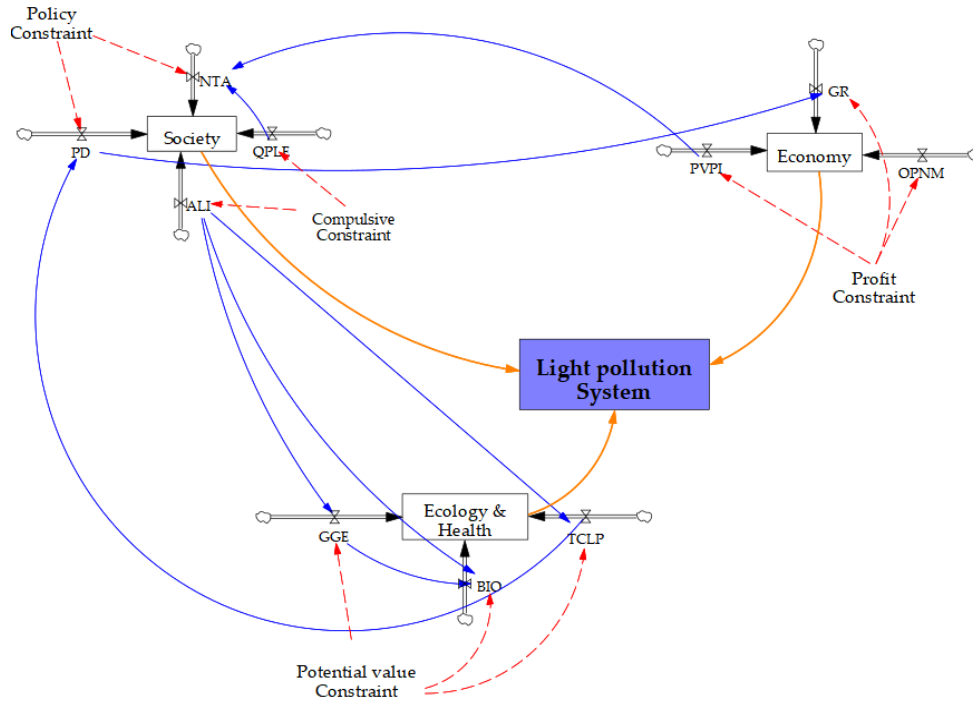 Policy
Constraint
NTA
GR
Society
PD
QPLF
Economy
PVPI
OPNM
ALI
Compulsive
Constraint
Profit
Constraint
Light pollution
System
Ecology &
Health
GGE
TCLP
BIO
Potential value
Constraint